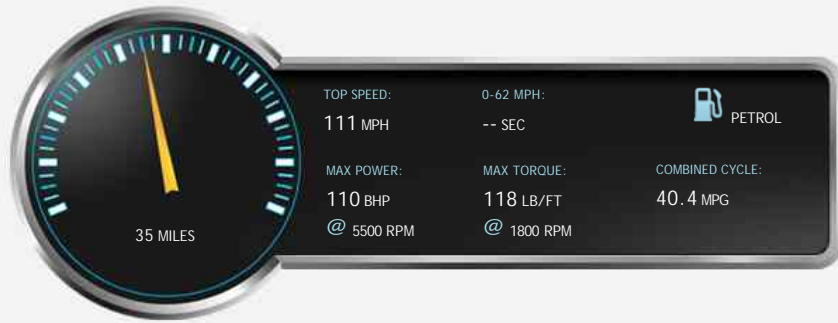 TOP SPEED:
111 MPH
0-62 MPH:
-- SEC
PETROL
MAX POWER:
110 BHP
@ 5500 RPM
MAX TORQUE:
118 LB/FT
@ 1800 RPM
COMBINED CYCLE:
40.4 MPG
35 MILES